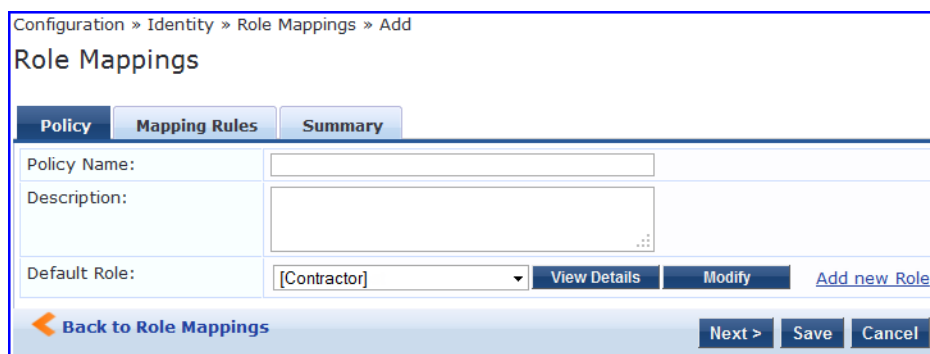 Configuration » Identity » Role Mappings » Add
Role Mappings
Policy Mapping Rules Summary
Policy Name:
Description:
Default Role: [Contractor] View Details Modify Add new Role
Back to Role Mappings Next > Save Cancel